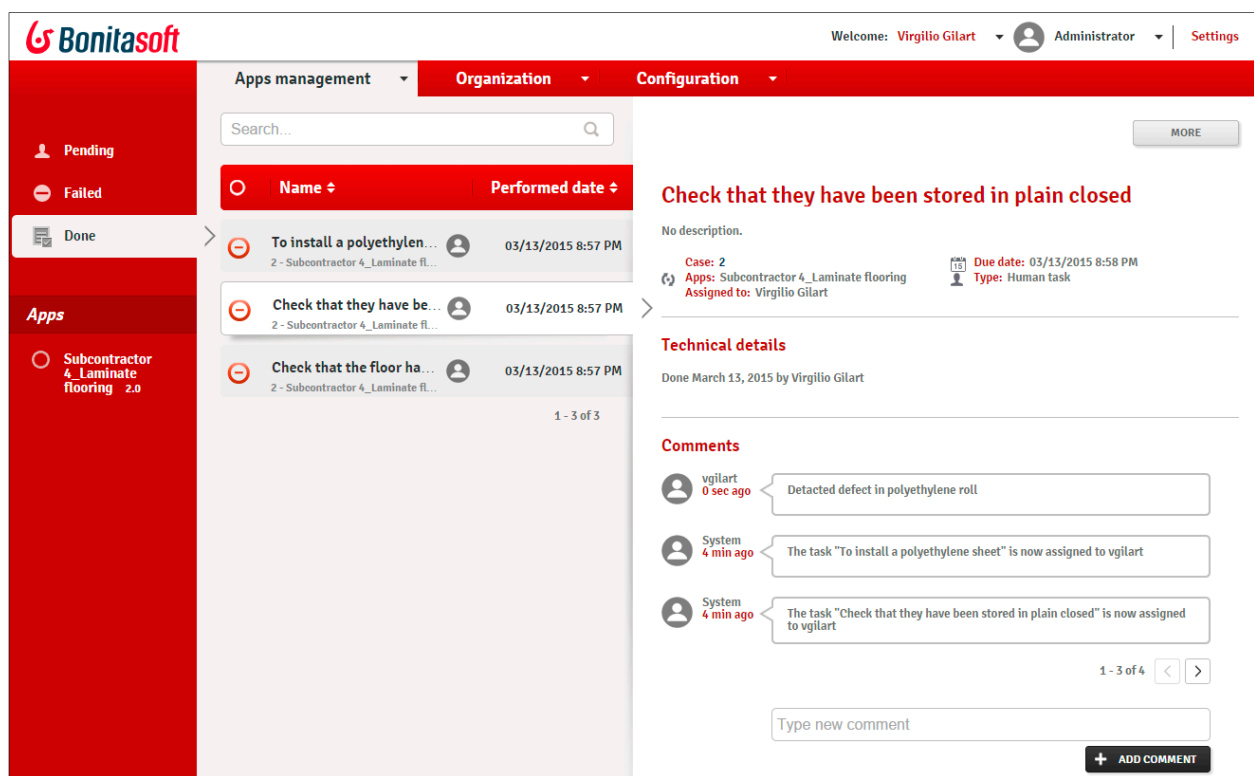 Bonitasoft
Welcome: Virgilio Gilart
Administrator
Settings
Apps management
Organization
Configuration
Pending
Failed
Done
Apps
Subcontractor
4_Laminate
flooring 2.0
Search...
Name
Performed date
To install a polyethylen...
2 - Subcontractor 4_Laminate fl...
03/13/2015 8:57 PM
Check that they have be...
2 - Subcontractor 4_Laminate fl...
03/13/2015 8:57 PM
Check that the floor ha...
2 - Subcontractor 4_Laminate fl...
03/13/2015 8:57 PM
1 - 3 of 3
MORE
Check that they have been stored in plain closed
No description.
Case: 2
Apps: Subcontractor 4_Laminate flooring
Assigned to: Virgilio Gilart
15
Due date: 03/13/2015 8:58 PM
Type: Human task
Technical details
Done March 13, 2015 by Virgilio Gilart
Comments
vgilart
0 sec ago
Detacted defect in polyethylene roll
System
4 min ago
The task "To install a polyethylene sheet" is now assigned to vgilart
System
4 min ago
The task "Check that they have been stored in plain closed" is now assigned
to vgilart
1 - 3 of 4
Type new comment
+ ADD COMMENT